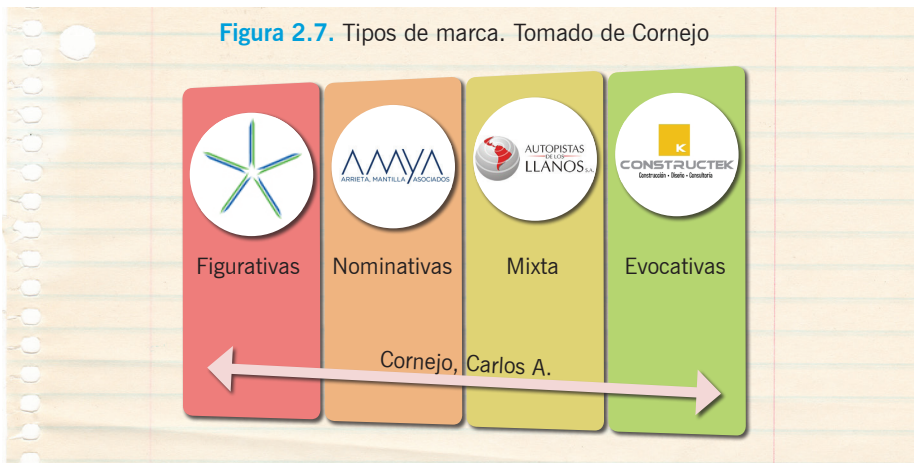 Figura 2.7. Tipos de marca. Tomado de Cornejo
AMYA
ARRIETA, MANTILLA ASOCIADOS
AUTOPISTAS
DE LOS
LLANOS S.A.
K
CONSTRUCTEK
Construcción • Diseño • Consultoria
Figurativas
Nominativas
Mixta
Evocativas
Cornejo, Carlos A.